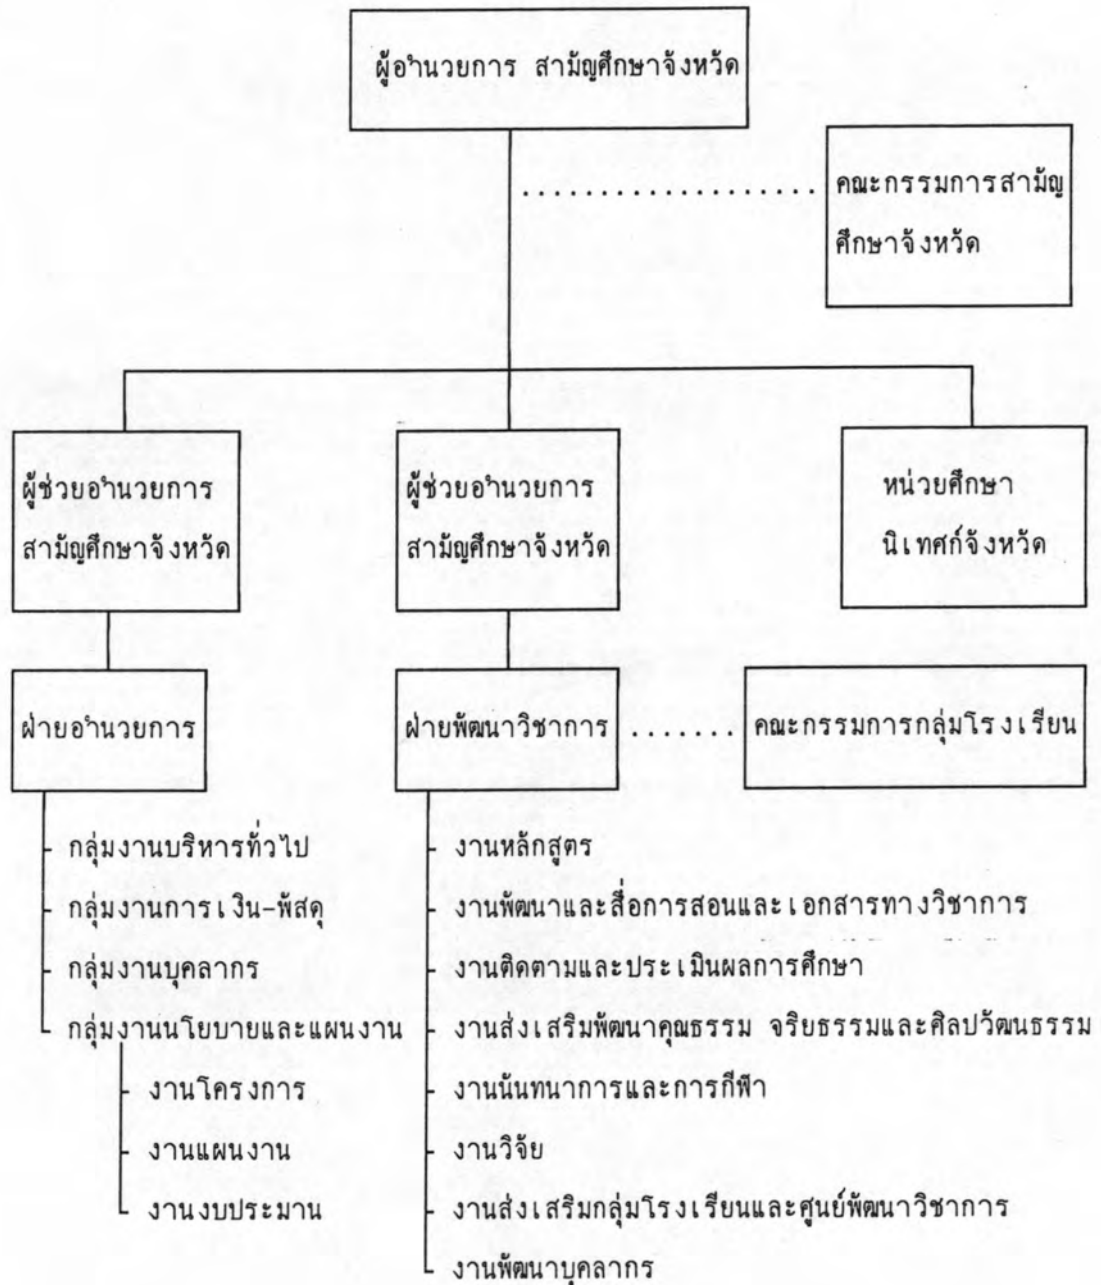 ผู้อำนวยการ สามัญศึกษาจังหวัด
คณะกรรมการสามัญ
ศึกษาจังหวัด
ผู้ช่วยอำนวยการ
สามัญศึกษาจังหวัด
ผู้ช่วยอำนวยการ
สามัญศึกษาจังหวัด
หน่วยศึกษา
นิเทศก์จังหวัด
ฝ่ายอำนวยการ
ฝ่ายพัฒนาวิชาการ ....... คณะกรรมการกลุ่มโรงเรียน
- กลุ่มงานบริหารทั่วไป
- กลุ่มงานการเงิน-พัสดุ
- กลุ่มงานบุคลากร
- กลุ่มงานนโยบายและแผนงาน
- งานโครงการ
- งานแผนงาน
- งานงบประมาน
- งานหลักสูตร
- งานพัฒนาและสื่อการสอนและเอกสารทางวิชาการ
- งานติดตามและประเมินผลการศึกษา
- งานส่งเสริมพัฒนาคุณธรรม จริยธรรมและศิลปวัฒนธรรม
- งานนันทนาการและการกีฬา
- งานวิจัย
- งานส่งเสริมกลุ่มโรงเรียนและศูนย์พัฒนาวิชาการ
- งานพัฒนาบุคลากร